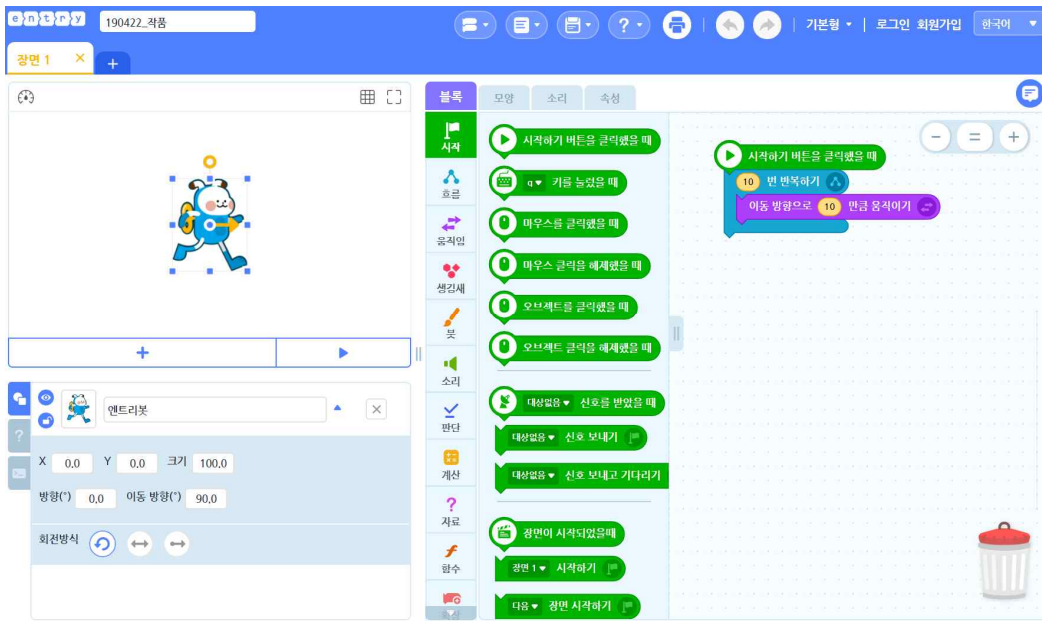 entry
190422_작품
기본형
로그인 회원가입
한국어
장면 1
블록
모양
소리
속성
시작
흐름
움직임
생김새
붓
소리
판단
계산
자료
함수
시작하기 버튼을 클릭했을 때
q 키를 눌렀을 때
마우스를 클릭했을 때
마우스 클릭을 해제했을 때
오브젝트를 클릭했을 때
오브젝트 클릭을 해제했을 때
대상없음 신호를 받았을 때
대상없음 신호 보내기
대상없음 신호 보내고 기다리기
장면이 시작되었을때
장면 1 시작하기
다음 장면 시작하기
시작하기 버튼을 클릭했을 때
10 번 반복하기
이동 방향으로 10 만큼 움직이기
엔트리봇
X 0.0 Y 0.0 크기 100.0
방향(°) 0.0 이동 방향(°) 90.0
회전방식